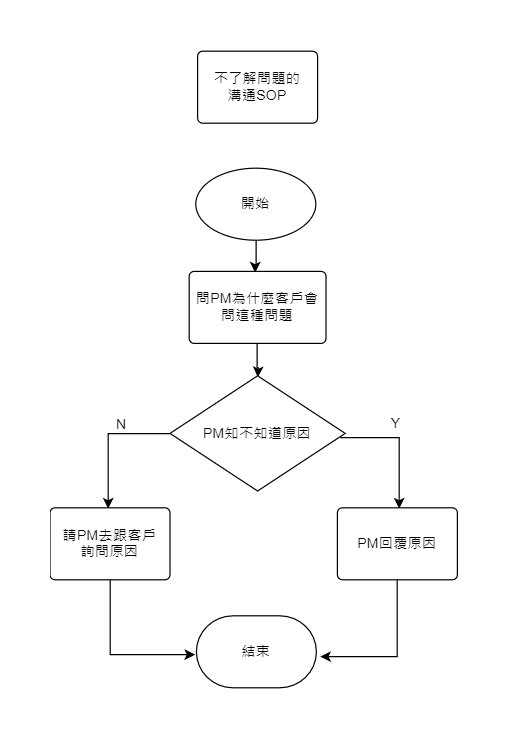 不了解問題的
溝通SOP
開始
問PM為什麼客戶會
問這種問題
PM知不知道原因
N
Y
請PM去跟客戶
詢問原因
PM回覆原因
結束